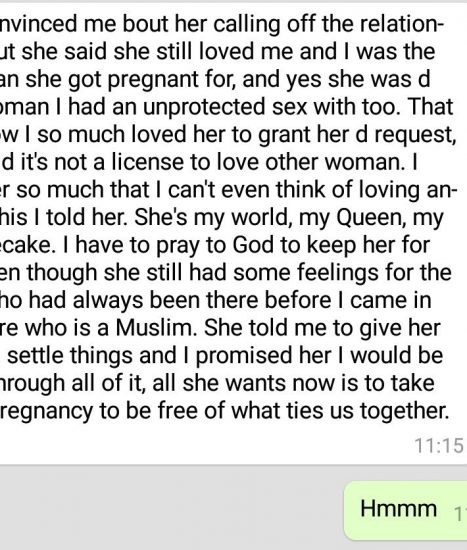 nvinced me bout her calling off the relation-
ut she said she still loved me and I was the
an she got pregnant for, and yes she was d
oman I had an unprotected sex with too. That
ow I so much loved her to grant her d request,
d it's not a license to love other woman. I
er so much that I can't even think of loving an-
his I told her. She's my world, my Queen, my
ecake. I have to pray to God to keep her for
en though she still had some feelings for the
ho had always been there before I came in
re who is a Muslim. She told me to give her
settle things and I promised her I would be
hrough all of it, all she wants now is to take
regnancy to be free of what ties us together.
11:15
Hmmm 1